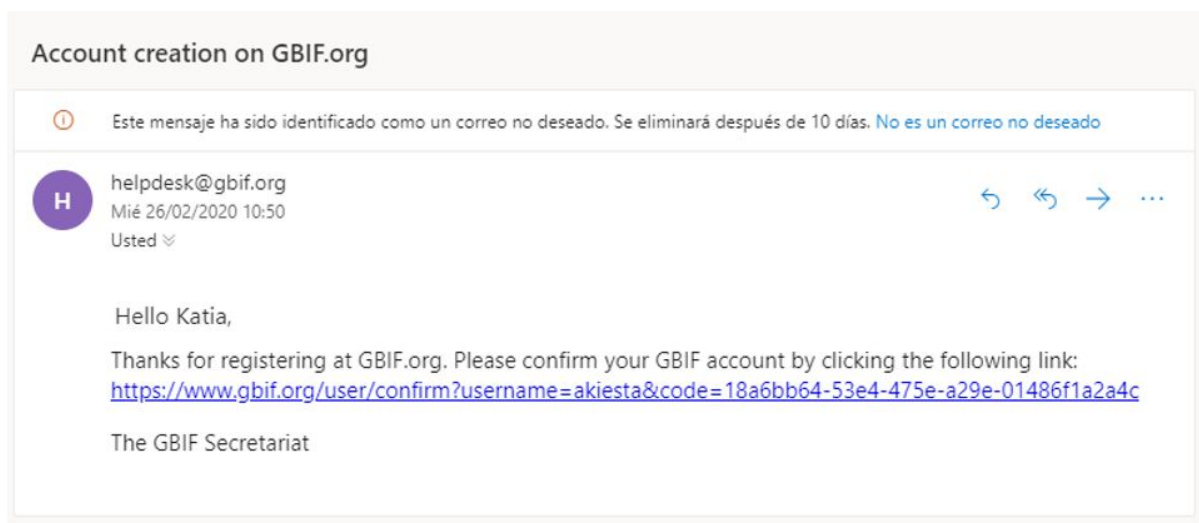 Account creation on GBIF.org
Este mensaje ha sido identificado como un correo no deseado. Se eliminará después de 10 días. No es un correo no deseado
H
helpdesk@gbif.org
Mié 26/02/2020 10:50
Usted
Hello Katia,
Thanks for registering at GBIF.org. Please confirm your GBIF account by clicking the following link:
https://www.gbif.org/user/confirm?username=akiesta&code=18a6bb64-53e4-475e-a29e-01486f1a2a4c
The GBIF Secretariat